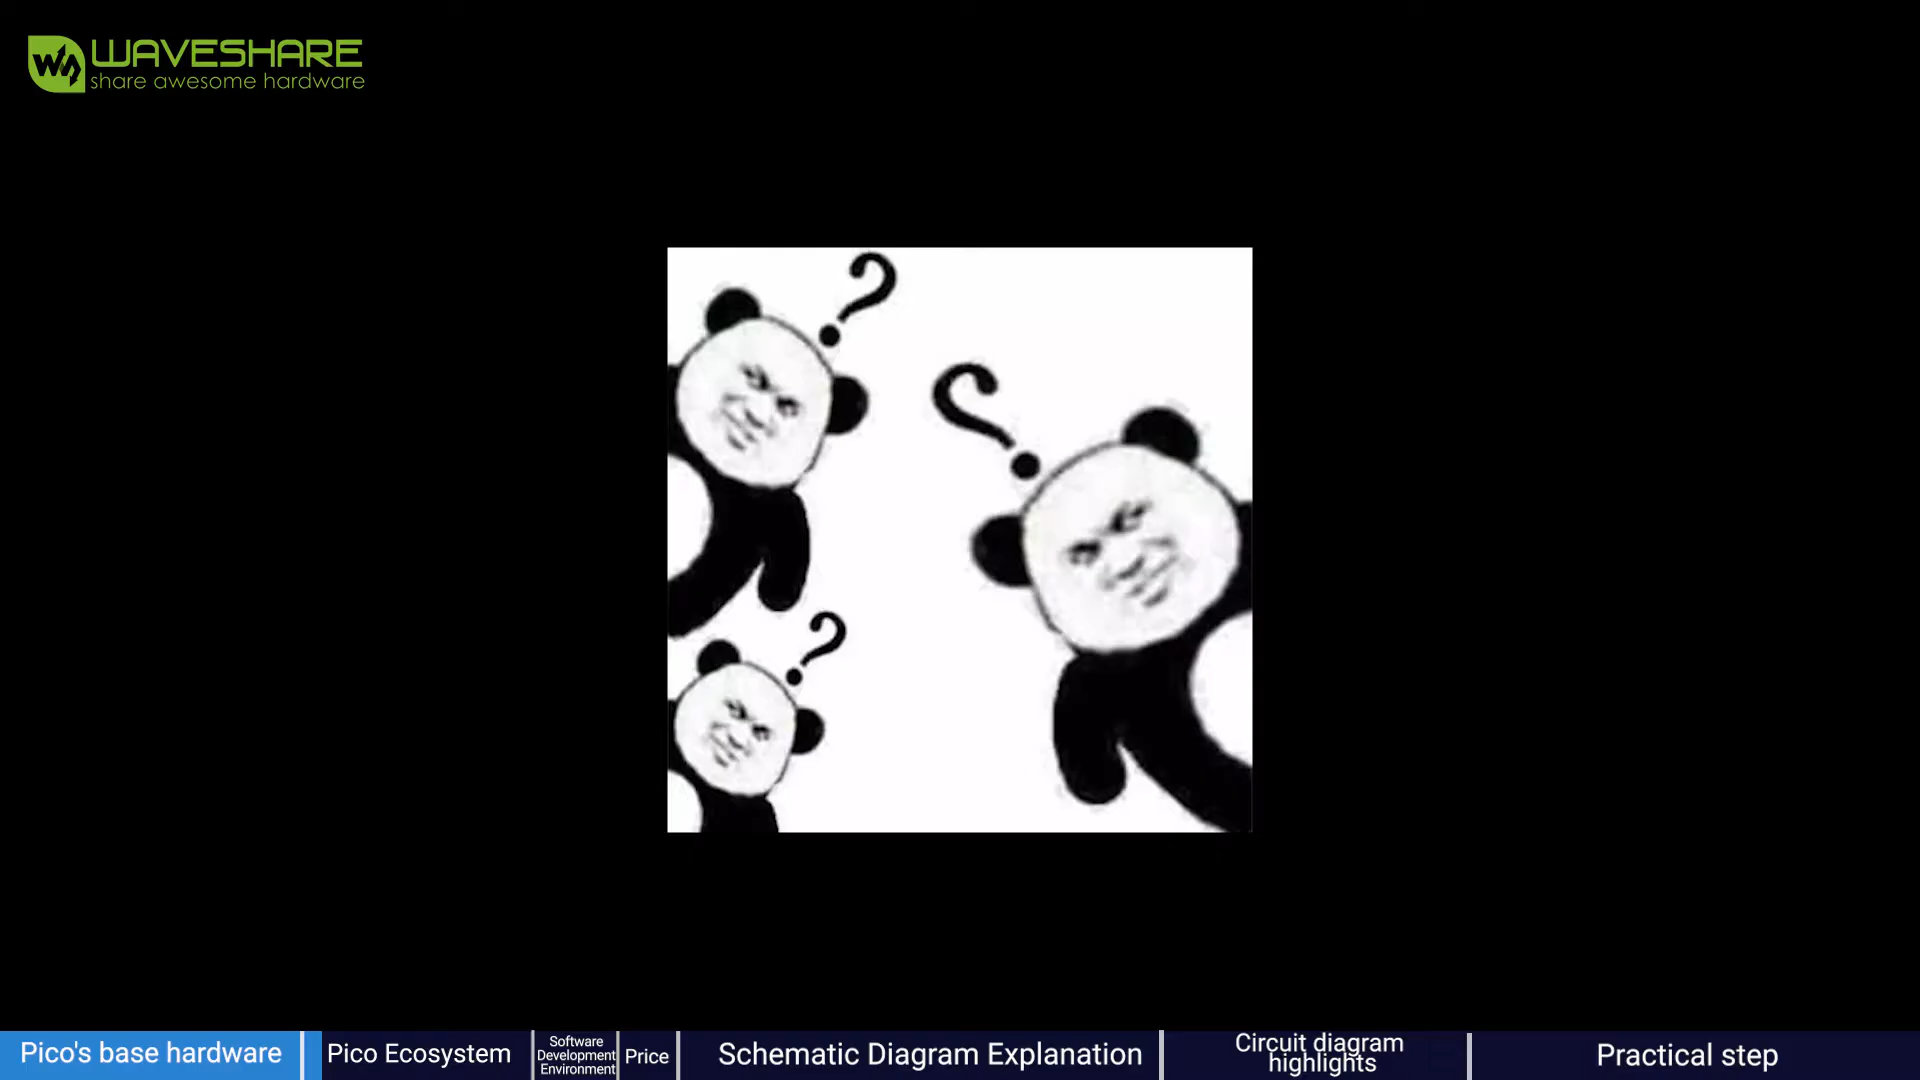 WAVESHARE
share awesome hardware
?
?
?
Pico's base hardware
Pico Ecosystem
Software
Development
Environment
Price
Schematic Diagram Explanation
Circuit diagram
highlights
Practical step